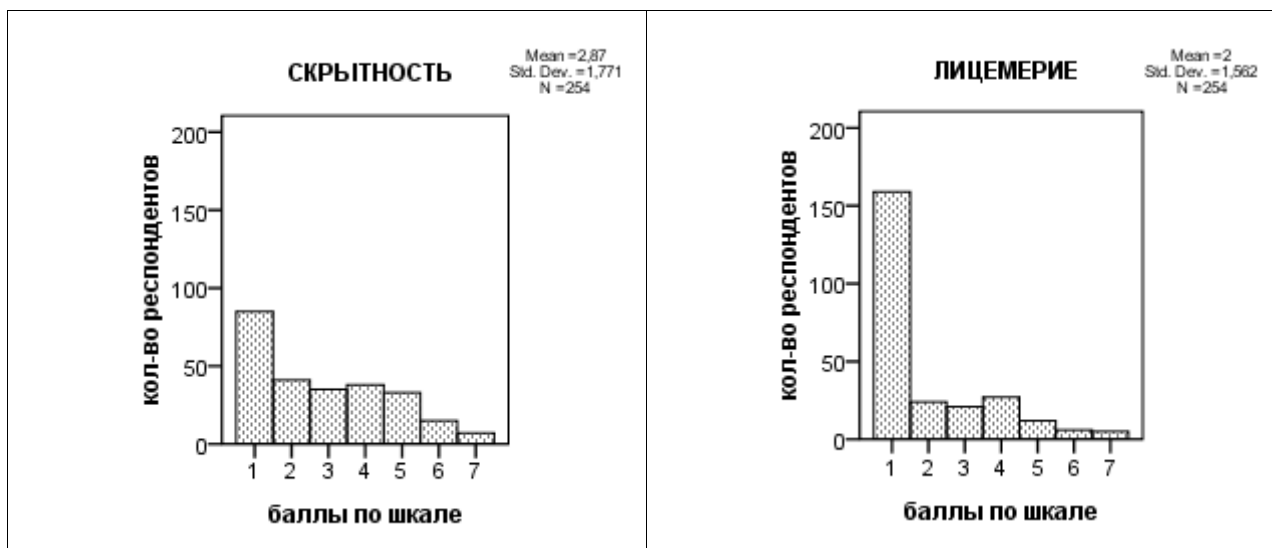 СКРЫТНОСТЬ
Mean =2,87
Std. Dev. =1,771
N =254
кол-во респондентов
200
150
100
50
0
1 2 3 4 5 6 7
баллы по шкале
ЛИЦЕМЕРИЕ
Mean =2
Std. Dev. =1,562
N =254
кол-во респондентов
200
150
100
50
0
1 2 3 4 5 6 7
баллы по шкале